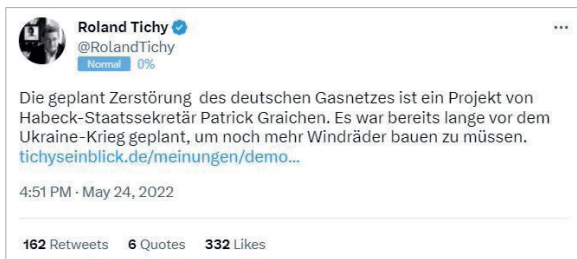 Roland Tichy
@RolandTichy
Normal 0%
Die geplant Zerstörung des deutschen Gasnetzes ist ein Projekt von
Habeck-Staatssekretär Patrick Graichen. Es war bereits lange vor dem
Ukraine-Krieg geplant, um noch mehr Windräder bauen zu müssen.
tichyseinblick.de/meinungen/demo...
4:51 PM · May 24, 2022
162 Retweets 6 Quotes 332 Likes